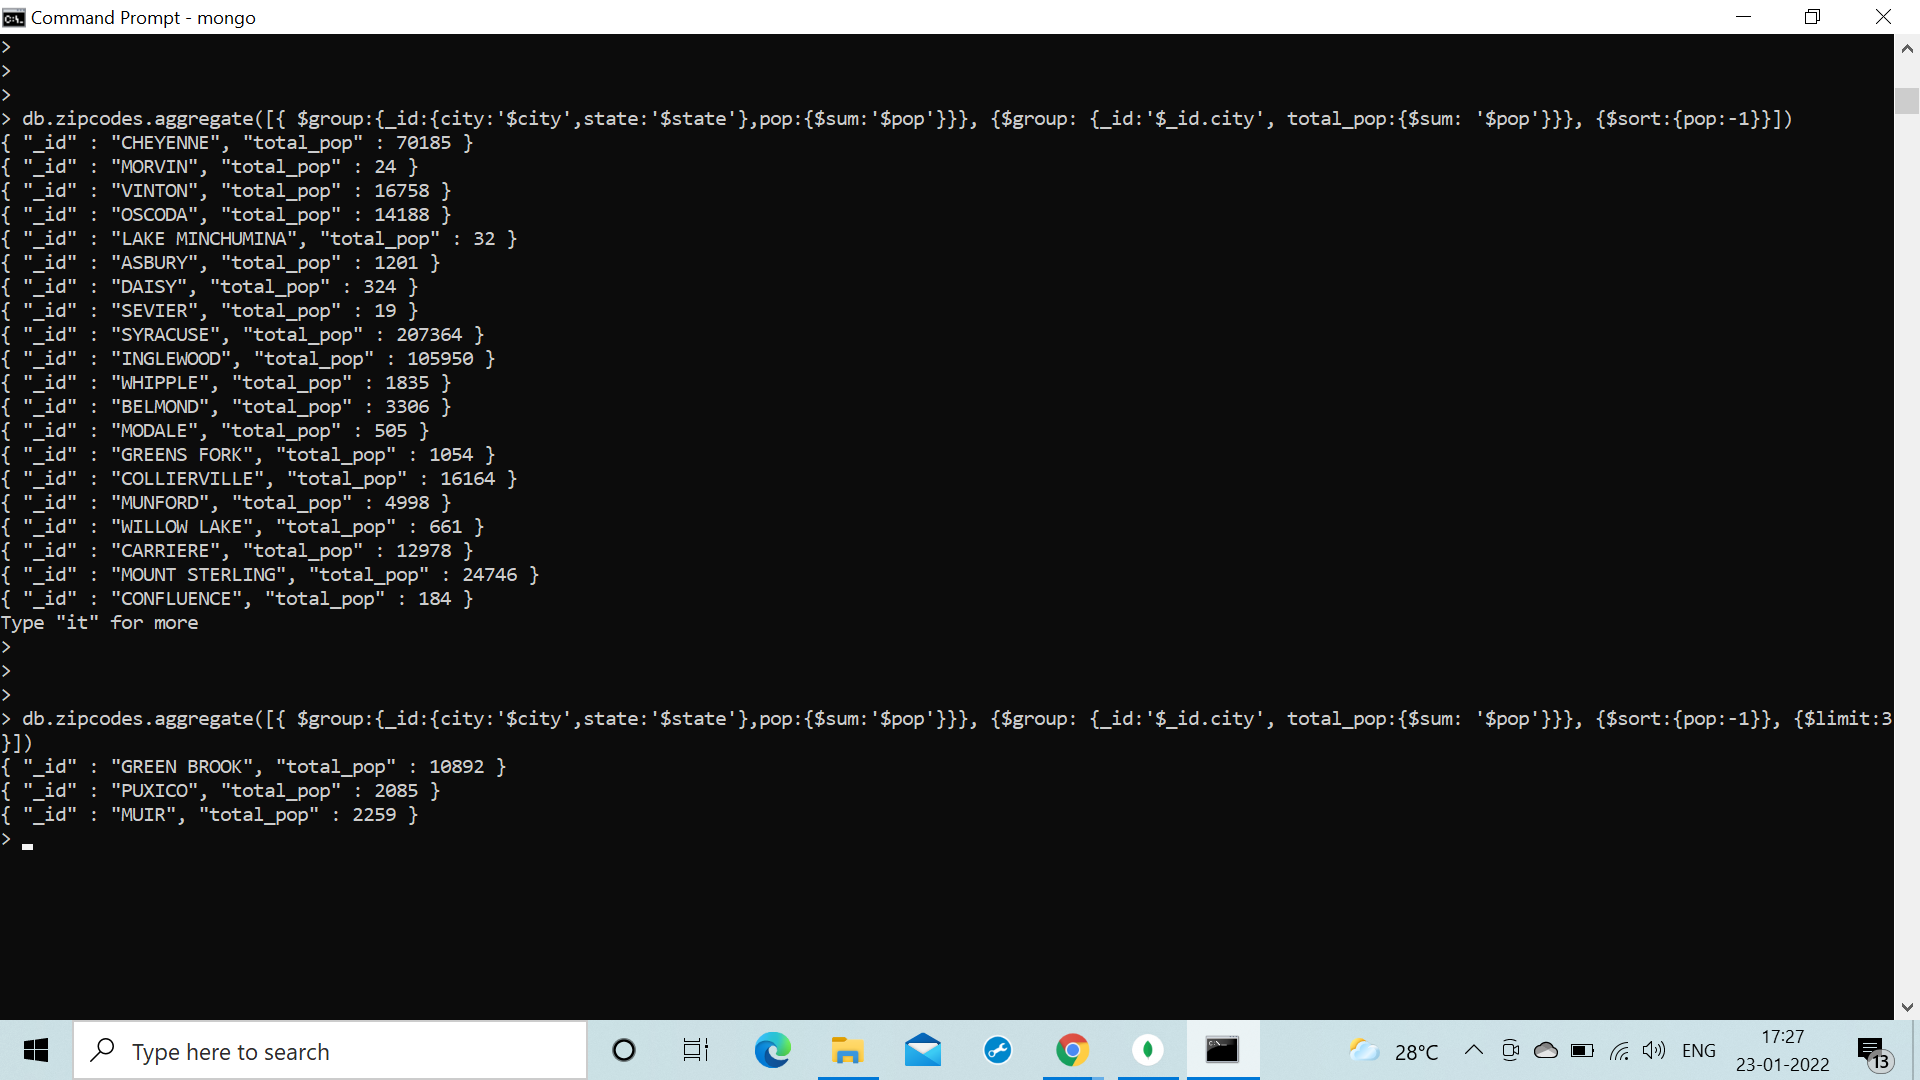 Command Prompt - mongo
>
>
>
> db.zipcodes.aggregate([{ $group:{_id:{city:'$city',state:'$state'},pop:{$sum:'$pop'}}}, {$group: {_id:'$_id.city', total_pop:{$sum: '$pop'}}}, {$sort:{pop:-1}}])
{ "_id" : "CHEYENNE", "total_pop" : 70185 }
{ "_id" : "MORVIN", "total_pop" : 24 }
{ "_id" : "VINTON", "total_pop" : 16758 }
{ "_id" : "OSCODA", "total_pop" : 14188 }
{ "_id" : "LAKE MINCHUMINA", "total_pop" : 32 }
{ "_id" : "ASBURY", "total_pop" : 1201 }
{ "_id" : "DAISY", "total_pop" : 324 }
{ "_id" : "SEVIER", "total_pop" : 19 }
{ "_id" : "SYRACUSE", "total_pop" : 207364 }
{ "_id" : "INGLEWOOD", "total_pop" : 105950 }
{ "_id" : "WHIPPLE", "total_pop" : 1835 }
{ "_id" : "BELMOND", "total_pop" : 3306 }
{ "_id" : "MODALE", "total_pop" : 505 }
{ "_id" : "GREENS FORK", "total_pop" : 1054 }
{ "_id" : "COLLIERVILLE", "total_pop" : 16164 }
{ "_id" : "MUNFORD", "total_pop" : 4998 }
{ "_id" : "WILLOW LAKE", "total_pop" : 661 }
{ "_id" : "CARRIERE", "total_pop" : 12978 }
{ "_id" : "MOUNT STERLING", "total_pop" : 24746 }
{ "_id" : "CONFLUENCE", "total_pop" : 184 }
Type "it" for more
>
>
>
> db.zipcodes.aggregate([{ $group:{_id:{city:'$city',state:'$state'},pop:{$sum:'$pop'}}}, {$group: {_id:'$_id.city', total_pop:{$sum: '$pop'}}}, {$sort:{pop:-1}}, {$limit:3
}])
{ "_id" : "GREEN BROOK", "total_pop" : 10892 }
{ "_id" : "PUXICO", "total_pop" : 2085 }
{ "_id" : "MUIR", "total_pop" : 2259 }
>
Type here to search
28°C
ENG
17:27
23-01-2022
13